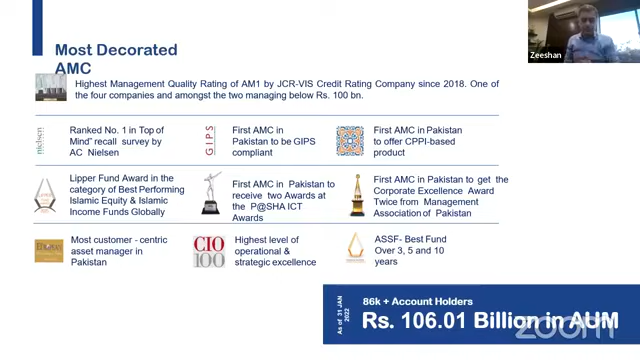 Most Decorated
AMC
Zeeshan
Highest Management Quality Rating of AM1 by JCR-VIS Credit Rating Company since 2018. One of
the four companies and amongst the two managing below Rs. 100 bn.
nielsen
Ranked No. 1 in Top of
Mind” recall survey by
AC Nielsen
GIPS
First AMC in
Pakistan to be GIPS
compliant
First AMC in Pakistan
to offer CPPI-based
product
Lipper Fund Award in the
category of Best Performing
Islamic Equity & Islamic
Income Funds Globally
First AMC in Pakistan to
receive two Awards at
the P@SHA ICT
Awards
First AMC in Pakistan to get the
Corporate Excellence Award
Twice from Management
Association of Pakistan
Most customer - centric
asset manager in
Pakistan
CIO
100
Highest level of
operational &
strategic excellence
ASSF- Best Fund
Over 3, 5 and 10
years
As of 31 JAN
2022
86k + Account Holders
Rs. 106.01 Billion in AUM
zoom